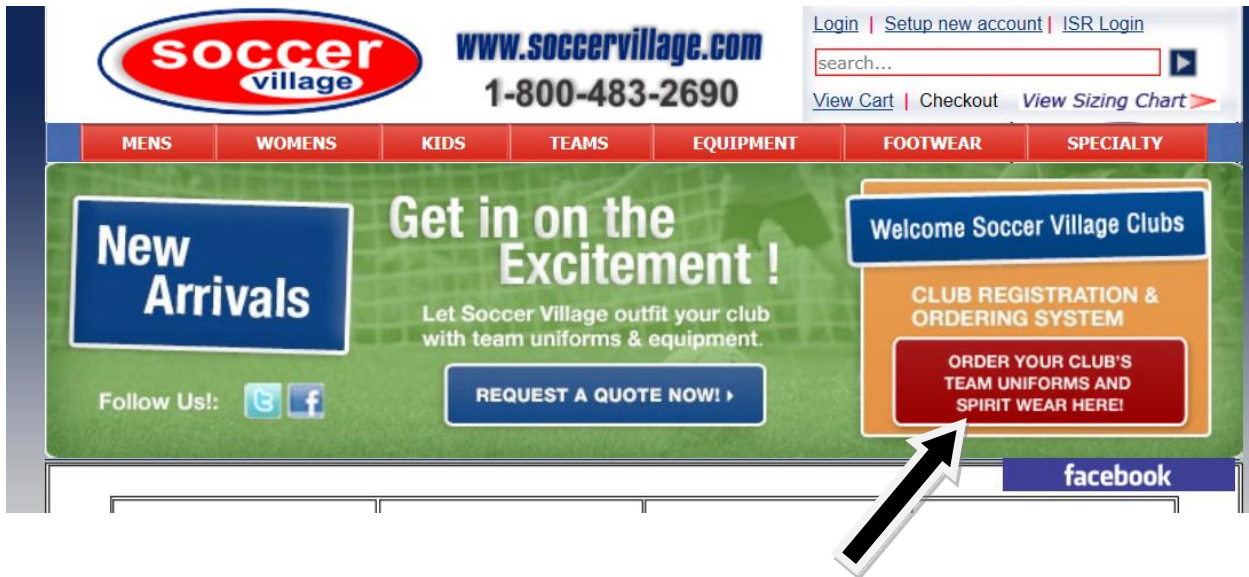 soccer
village
www.soccervillage.com
1-800-483-2690
Login | Setup new account | ISR Login
search...
View Cart | Checkout View Sizing Chart
MENS WOMENS KIDS TEAMS EQUIPMENT FOOTWEAR SPECIALTY
New
Arrivals
Follow Us!:
Get in on the
Excitement !
Let Soccer Village outfit your club
with team uniforms & equipment.
REQUEST A QUOTE NOW!
Welcome Soccer Village Clubs
CLUB REGISTRATION &
ORDERING SYSTEM
ORDER YOUR CLUB'S
TEAM UNIFORMS AND
SPIRIT WEAR HERE!
facebook